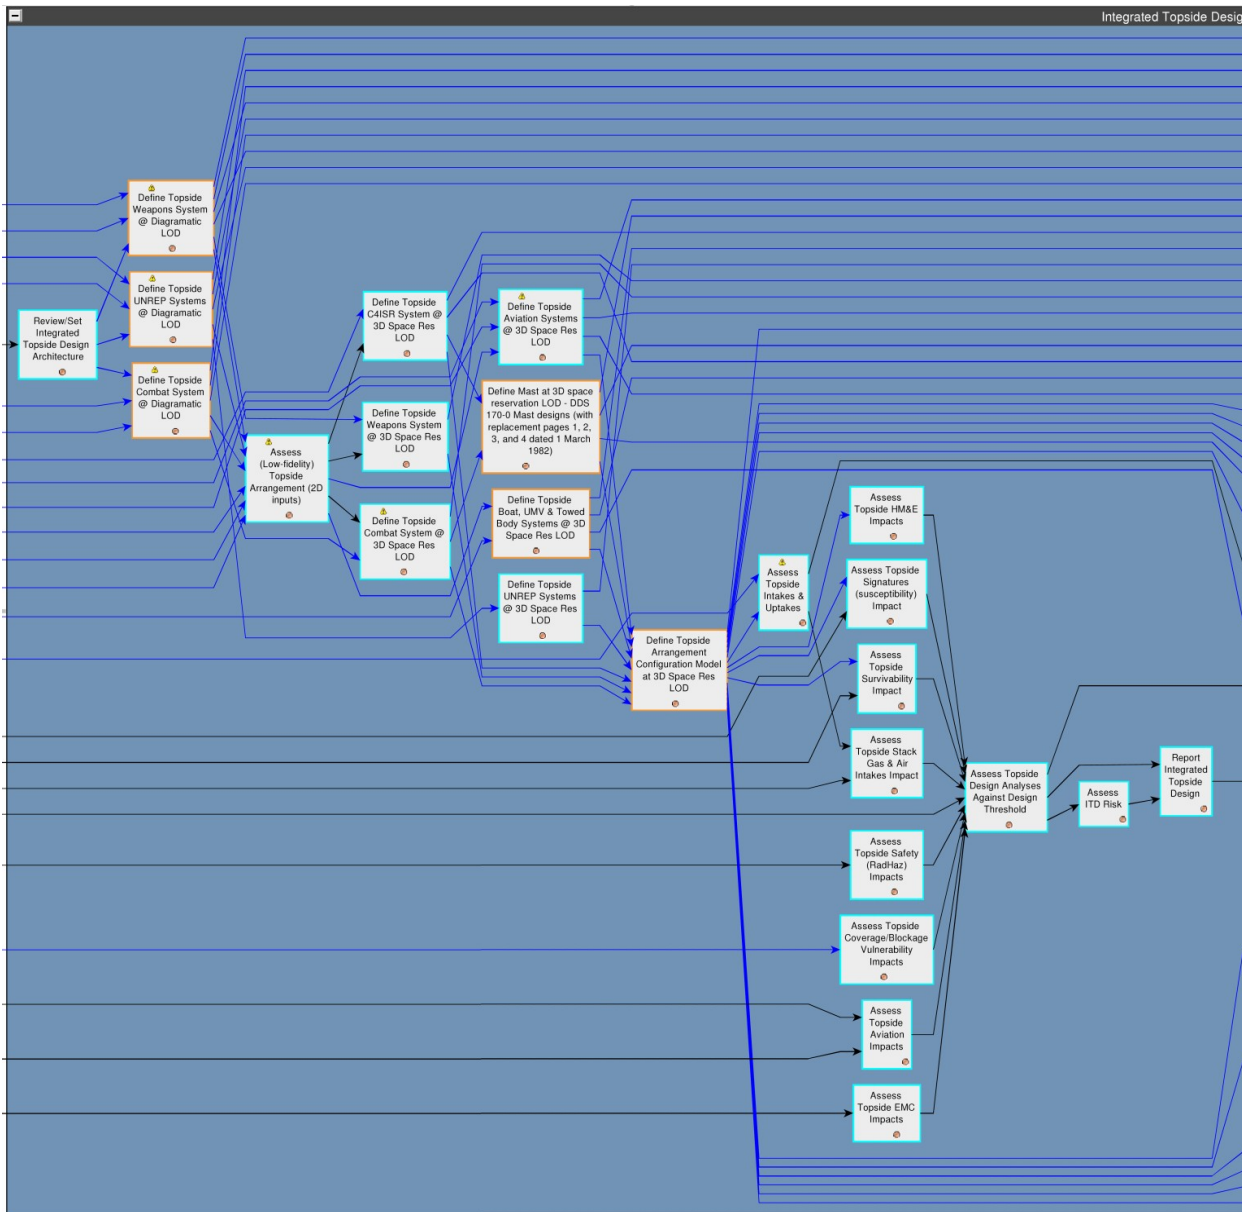 Integrated Topside Desig
Define Topside
Weapons System
@ Diagramatic
LOD
Define Topside
UNREP Systems
@ Diagramatic
LOD
Review/Set
Integrated
Topside Design
Architecture
Define Topside
Combat System
@ Diagramatic
LOD
Assess
(Low-fidelity)
Topside
Arrangement (2D
inputs)
Define Topside
C4ISR System @
3D Space Res
LOD
Define Topside
Weapons System
@ 3D Space Res
LOD
Define Topside
Combat System @
3D Space Res
LOD
Define Topside
Aviation Systems
@ 3D Space Res
LOD
Define Mast at 3D space
reservation LOD - DDS
170-0 Mast designs (with
replacement pages 1, 2,
3, and 4 dated 1 March
1982)
Define Topside
Boat, UMV & Towed
Body Systems @ 3D
Space Res LOD
Define Topside
UNREP Systems
@ 3D Space Res
LOD
Define Topside
Arrangement
Configuration Model
at 3D Space Res
LOD
Assess
Topside
Intakes &
Uptakes
Assess
Topside HM&E
Impacts
Assess Topside
Signatures
(susceptibility)
Impact
Assess
Topside
Survivability
Impact
Assess
Topside Stack
Gas & Air
Intakes Impact
Assess
Topside Safety
(RadHaz)
Impacts
Assess Topside
Coverage/Blockage
Vulnerability
Impacts
Assess
Topside
Aviation
Impacts
Assess
Topside EMC
Impacts
Assess Topside
Design Analyses
Against Design
Threshold
Assess
ITD Risk
Report
Integrated
Topside
Design